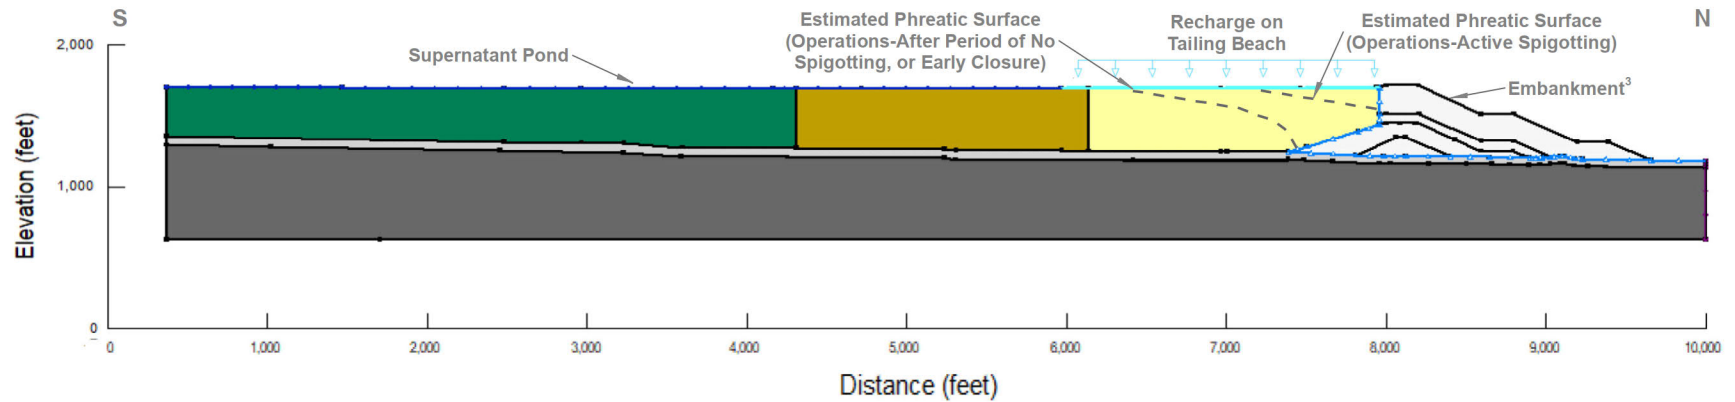 S
N
Estimated Phreatic Surface
(Operations-After Period of No
Spigotting, or Early Closure)
Recharge on
Tailing Beach
Estimated Phreatic Surface
(Operations-Active Spigotting)
Supernatant Pond
Embankment³
2,000
1,000
0
Elevation (feet)
0 1,000 2,000 3,000 4,000 5,000 6,000 7,000 8,000 9,000 10,000
Distance (feet)